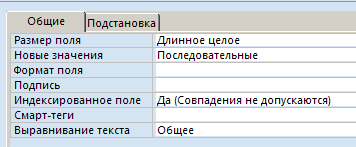 Общие Подстановка
Размер поля Длинное целое
Новые значения Последовательные
Формат поля
Подпись
Индексированное поле Да (Совпадения не допускаются)
Смарт-теги
Выравнивание текста Общее